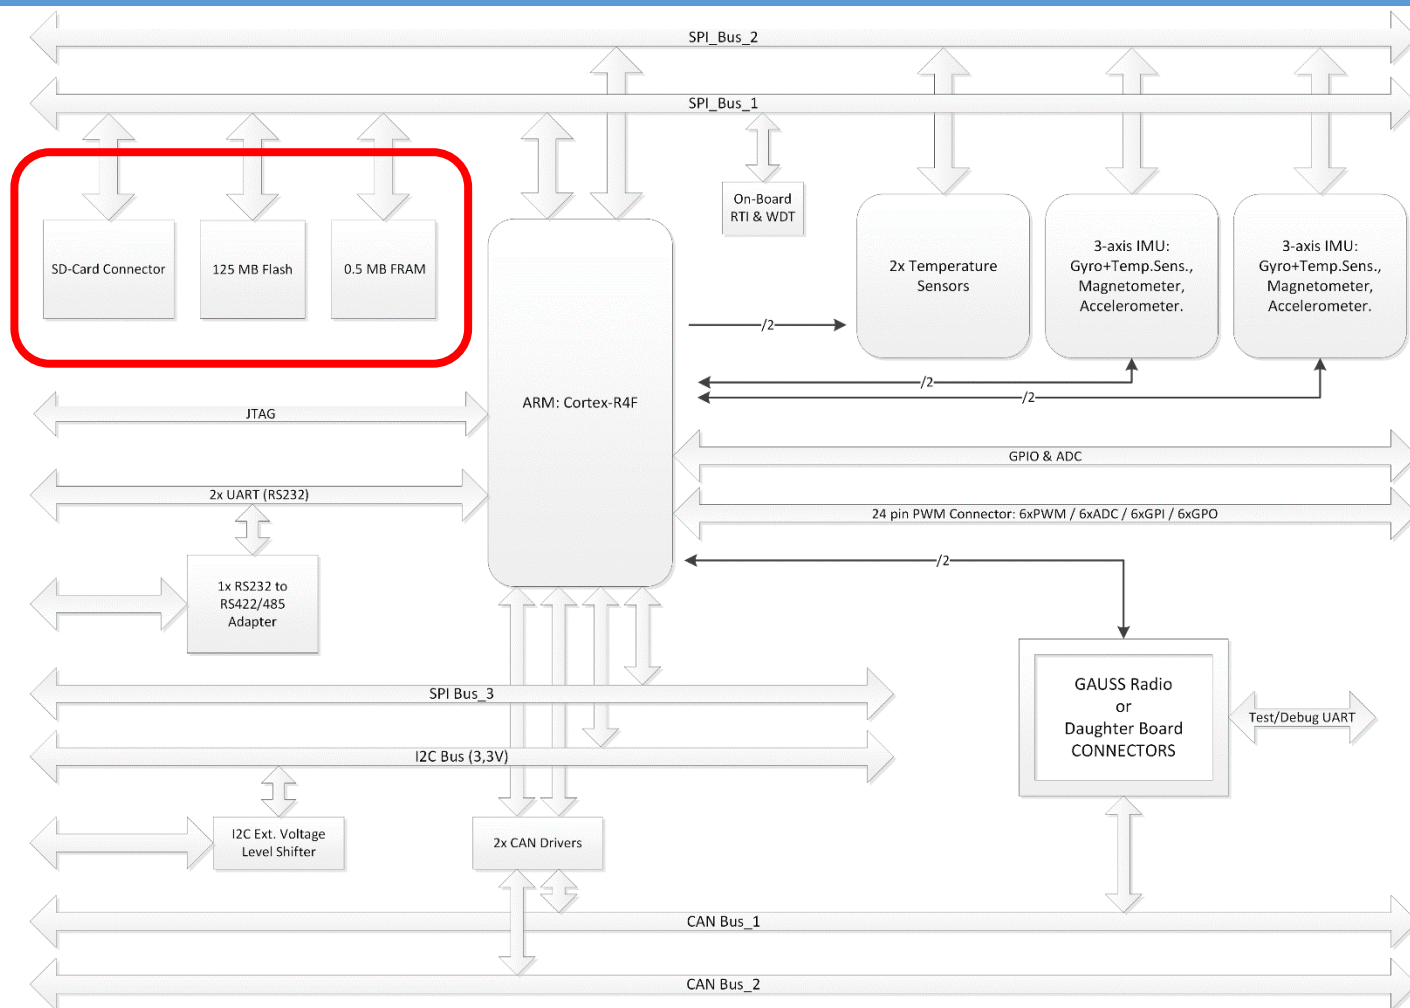 SPI_Bus_2
SPI_Bus_1
SD-Card Connector
125 MB Flash
0.5 MB FRAM
On-Board
RTI & WDT
2x Temperature
Sensors
3-axis IMU:
Gyro+Temp.Sens.,
Magnetometer,
Accelerometer.
3-axis IMU:
Gyro+Temp.Sens.,
Magnetometer,
Accelerometer.
/2
/2
/2
ARM: Cortex-R4F
JTAG
GPIO & ADC
2x UART (RS232)
24 pin PWM Connector: 6xPWM / 6xADC / 6xGPI / 6xGPO
/2
1x RS232 to
RS422/485
Adapter
SPI Bus_3
GAUSS Radio
or
Daughter Board
CONNECTORS
Test/Debug UART
I2C Bus (3,3V)
I2C Ext. Voltage
Level Shifter
2x CAN Drivers
CAN Bus_1
CAN Bus_2